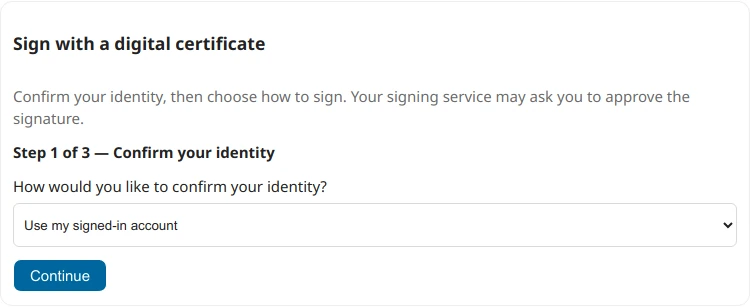 Sign with a digital certificate
Confirm your identity, then choose how to sign. Your signing service may ask you to approve the
signature.
Step 1 of 3 — Confirm your identity
How would you like to confirm your identity?
Use my signed-in account
Continue